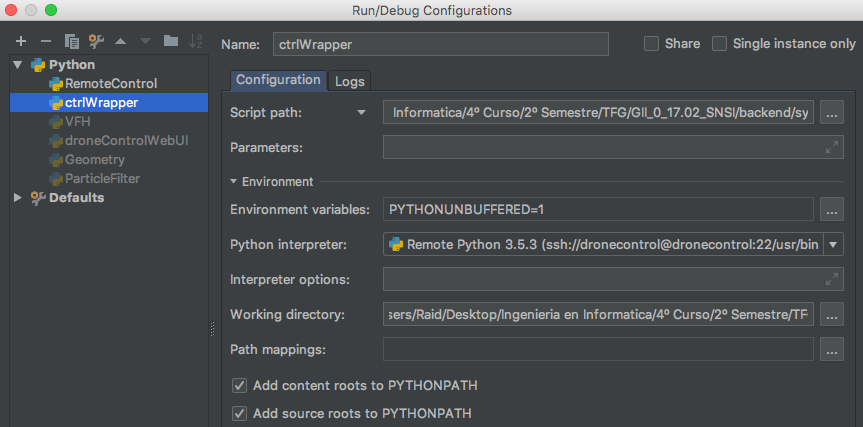 Run/Debug Configurations
Name: ctrlWrapper Share Single instance only
Python
RemoteControl
ctrlWrapper
VFH
droneControlWebUI
Geometry
ParticleFilter
Defaults
Configuration Logs
Script path: Informatica/4º Curso/2º Semestre/TFG/GII_0_17.02_SNSI/backend/sy ...
Parameters:
Environment
Environment variables: PYTHONUNBUFFERED=1 ...
Python interpreter: Remote Python 3.5.3 (ssh://dronecontrol@dronecontrol:22/usr/bin
Interpreter options:
Working directory: sers/Raid/Desktop/Ingenieria en Informatica/4º Curso/2º Semestre/TF ...
Path mappings: ...
Add content roots to PYTHONPATH
Add source roots to PYTHONPATH